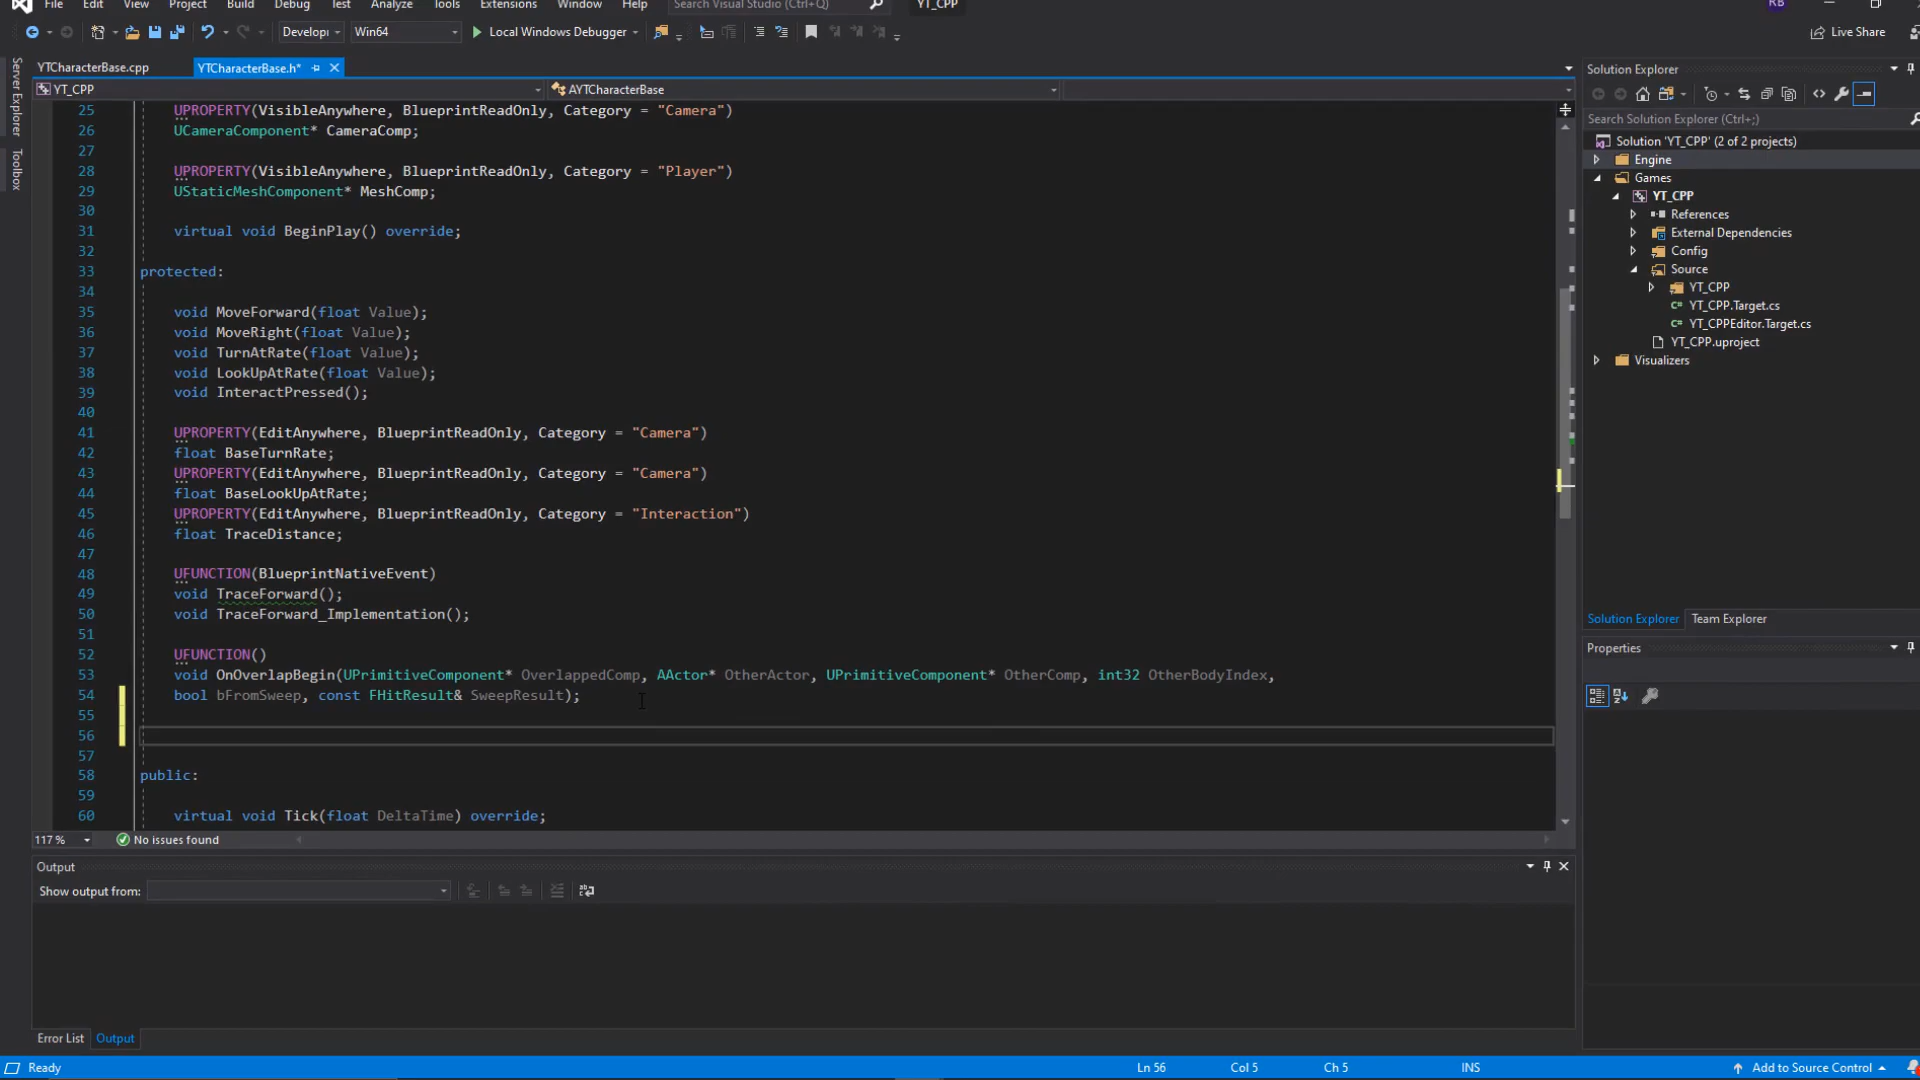 File Edit View Project Build Debug Test Analyze Tools Extensions Window Help Search Visual Studio (Ctrl+Q) YT_CPP RB
Developi Win64 Local Windows Debugger Live Share
YTCharacterBase.cpp YTCharacterBase.h*
YT_CPP AYTCharacterBase
Server Explorer
Toolbox
25 UPROPERTY(VisibleAnywhere, BlueprintReadOnly, Category = "Camera")
26 UCameraComponent* CameraComp;
27
28 UPROPERTY(VisibleAnywhere, BlueprintReadOnly, Category = "Player")
29 UStaticMeshComponent* MeshComp;
30
31 virtual void BeginPlay() override;
32
33 protected:
34
35 void MoveForward(float Value);
36 void MoveRight(float Value);
37 void TurnAtRate(float Value);
38 void LookUpAtRate(float Value);
39 void InteractPressed();
40
41 UPROPERTY(EditAnywhere, BlueprintReadOnly, Category = "Camera")
42 float BaseTurnRate;
43 UPROPERTY(EditAnywhere, BlueprintReadOnly, Category = "Camera")
44 float BaseLookUpAtRate;
45 UPROPERTY(EditAnywhere, BlueprintReadOnly, Category = "Interaction")
46 float TraceDistance;
47
48 UFUNCTION(BlueprintNativeEvent)
49 void TraceForward();
50 void TraceForward_Implementation();
51
52 UFUNCTION()
53 void OnOverlapBegin(UPrimitiveComponent* OverlappedComp, AActor* OtherActor, UPrimitiveComponent* OtherComp, int32 OtherBodyIndex,
54 bool bFromSweep, const FHitResult& SweepResult);
55
56
57
58 public:
59
60 virtual void Tick(float DeltaTime) override;
117 % No issues found
Output
Show output from:
Error List Output
Solution Explorer
Search Solution Explorer (Ctrl+;)
Solution 'YT_CPP' (2 of 2 projects)
Engine
Games
YT_CPP
References
External Dependencies
Config
Source
YT_CPP
YT_CPP.Target.cs
YT_CPPEditor.Target.cs
YT_CPP.uproject
Visualizers
Solution Explorer Team Explorer
Properties
Ready Ln 56 Col 5 Ch 5 INS Add to Source Control